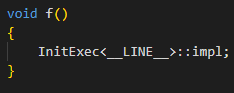 void f()
{
    InitExec<__LINE__>::impl;
}